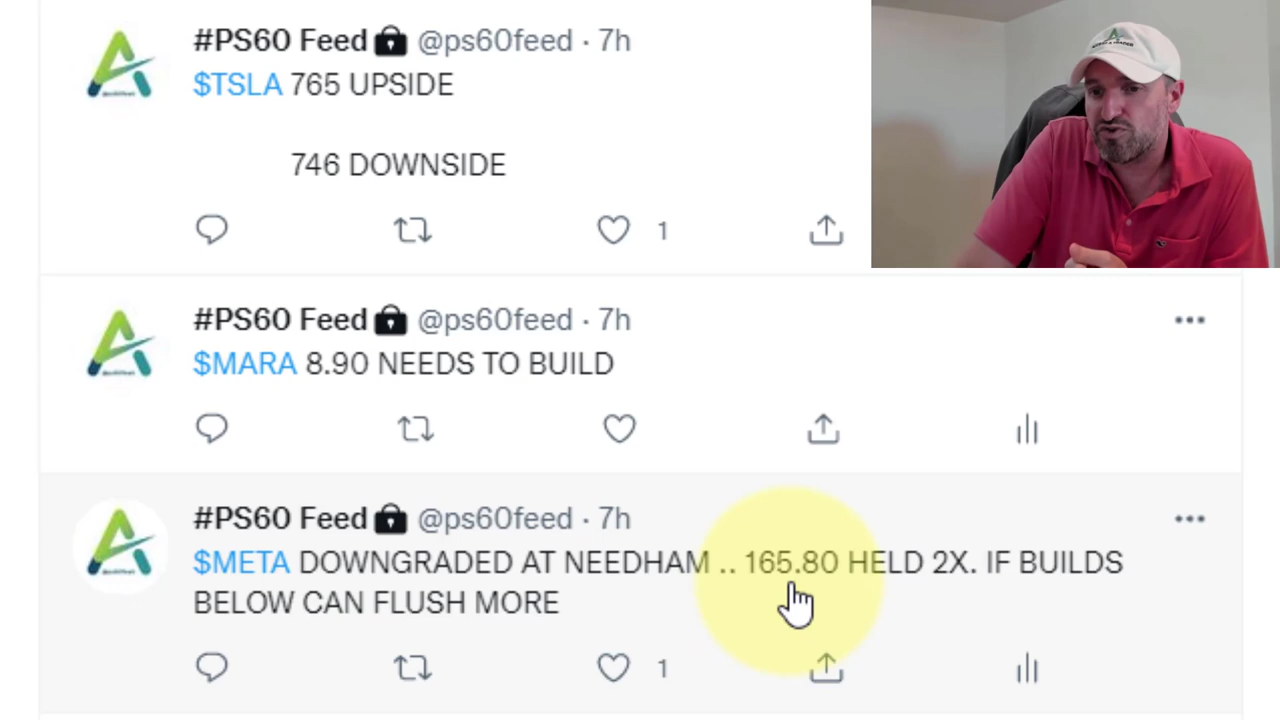 #PS60 Feed @ps60feed · 7h
$TSLA 765 UPSIDE
746 DOWNSIDE
1
#PS60 Feed @ps60feed · 7h
$MARA 8.90 NEEDS TO BUILD
#PS60 Feed @ps60feed · 7h
$META DOWNGRADED AT NEEDHAM .. 165.80 HELD 2X. IF BUILDS
BELOW CAN FLUSH MORE
1